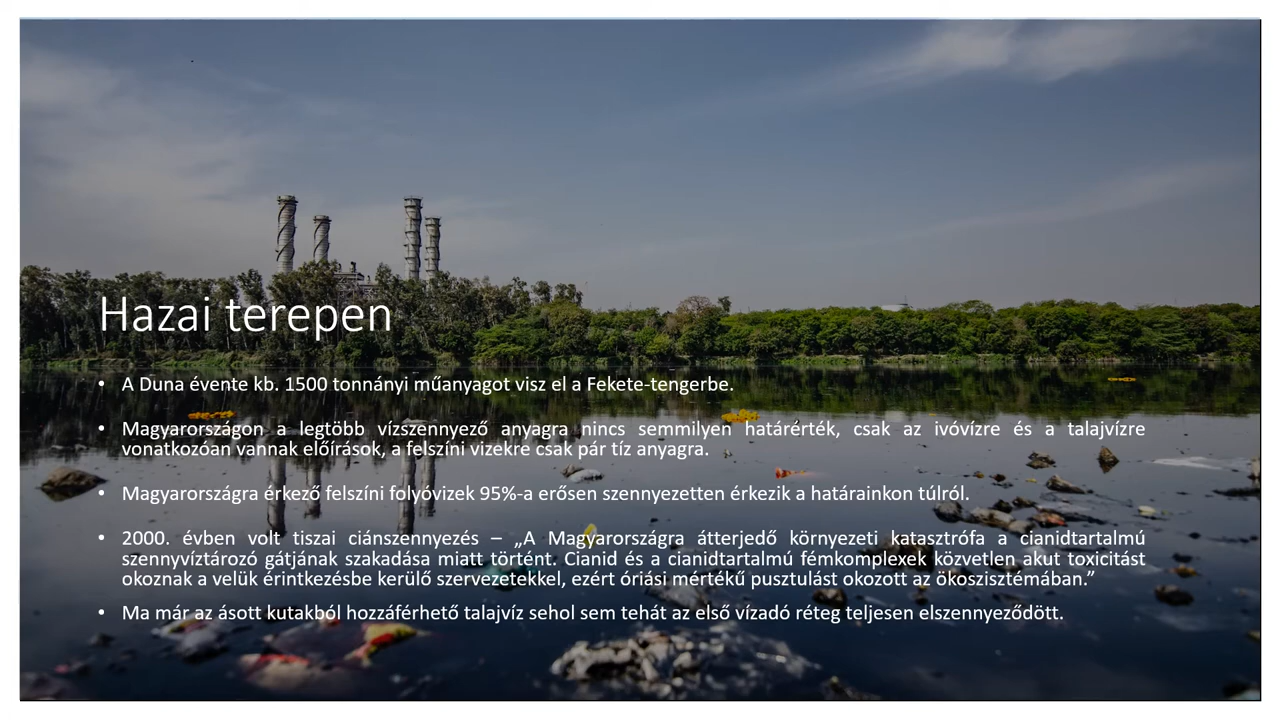 Hazai terepen
• A Duna évente kb. 1500 tonnányi műanyagot visz el a Fekete-tengerbe.
• Magyarországon a legtöbb vízszennyező anyagra nincs semmilyen határérték, csak az ivóvízre és a talajvízre
vonatkozóan vannak előírások, a felszíni vizekre csak pár tíz anyagra.
• Magyarországra érkező felszíni folyóvizek 95%-a erősen szennyezetten érkezik a határainkon túlról.
• 2000. évben volt tiszai ciánszennyezés – „A Magyarországra átterjedő környezeti katasztrófa a cianidtartalmú
szennyvíztározó gátjának szakadása miatt történt. Cianid és a cianidtartalmú fémkomplexek közvetlen akut toxicitást
okoznak a velük érintkezésbe kerülő szervezetekkel, ezért óriási mértékű pusztulást okozott az ökoszisztémában.”
• Ma már az ásott kutakból hozzáférhető talajvíz sehol sem tehát az első vízadó réteg teljesen elszennyeződött.